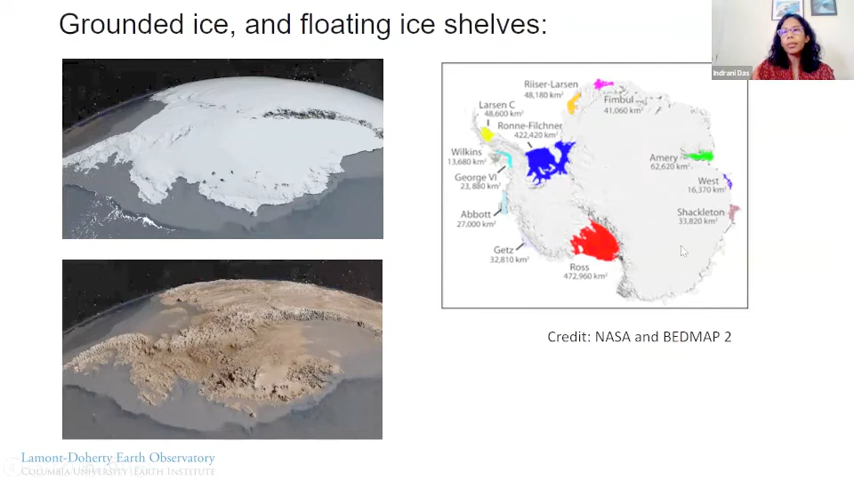 Grounded ice, and floating ice shelves:
Indrani Das
Riiser-Larsen
48,180 km²
Fimbul
41,060 km²
Larsen C
48,600 km²
Ronne-Filchner
422,420 km²
Wilkins
13,680 km²
George VI
23,880 km²
Abbott
27,000 km²
Getz
32,810 km²
Ross
472,960 km²
Amery
62,620 km²
West
16,370 km²
Shackleton
33,820 km²
Credit: NASA and BEDMAP 2
Lamont-Doherty Earth Observatory
COLUMBIA UNIVERSITY | EARTH INSTITUTE